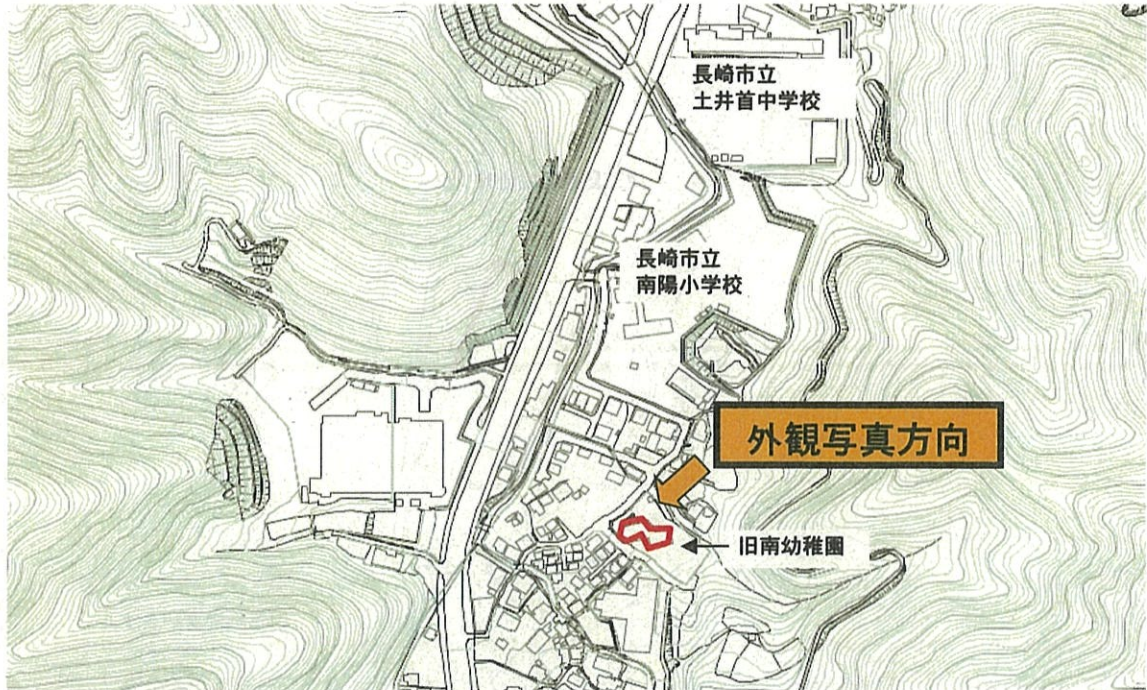 長崎市立
土井首中学校
長崎市立
南陽小学校
外観写真方向
旧南幼稚園